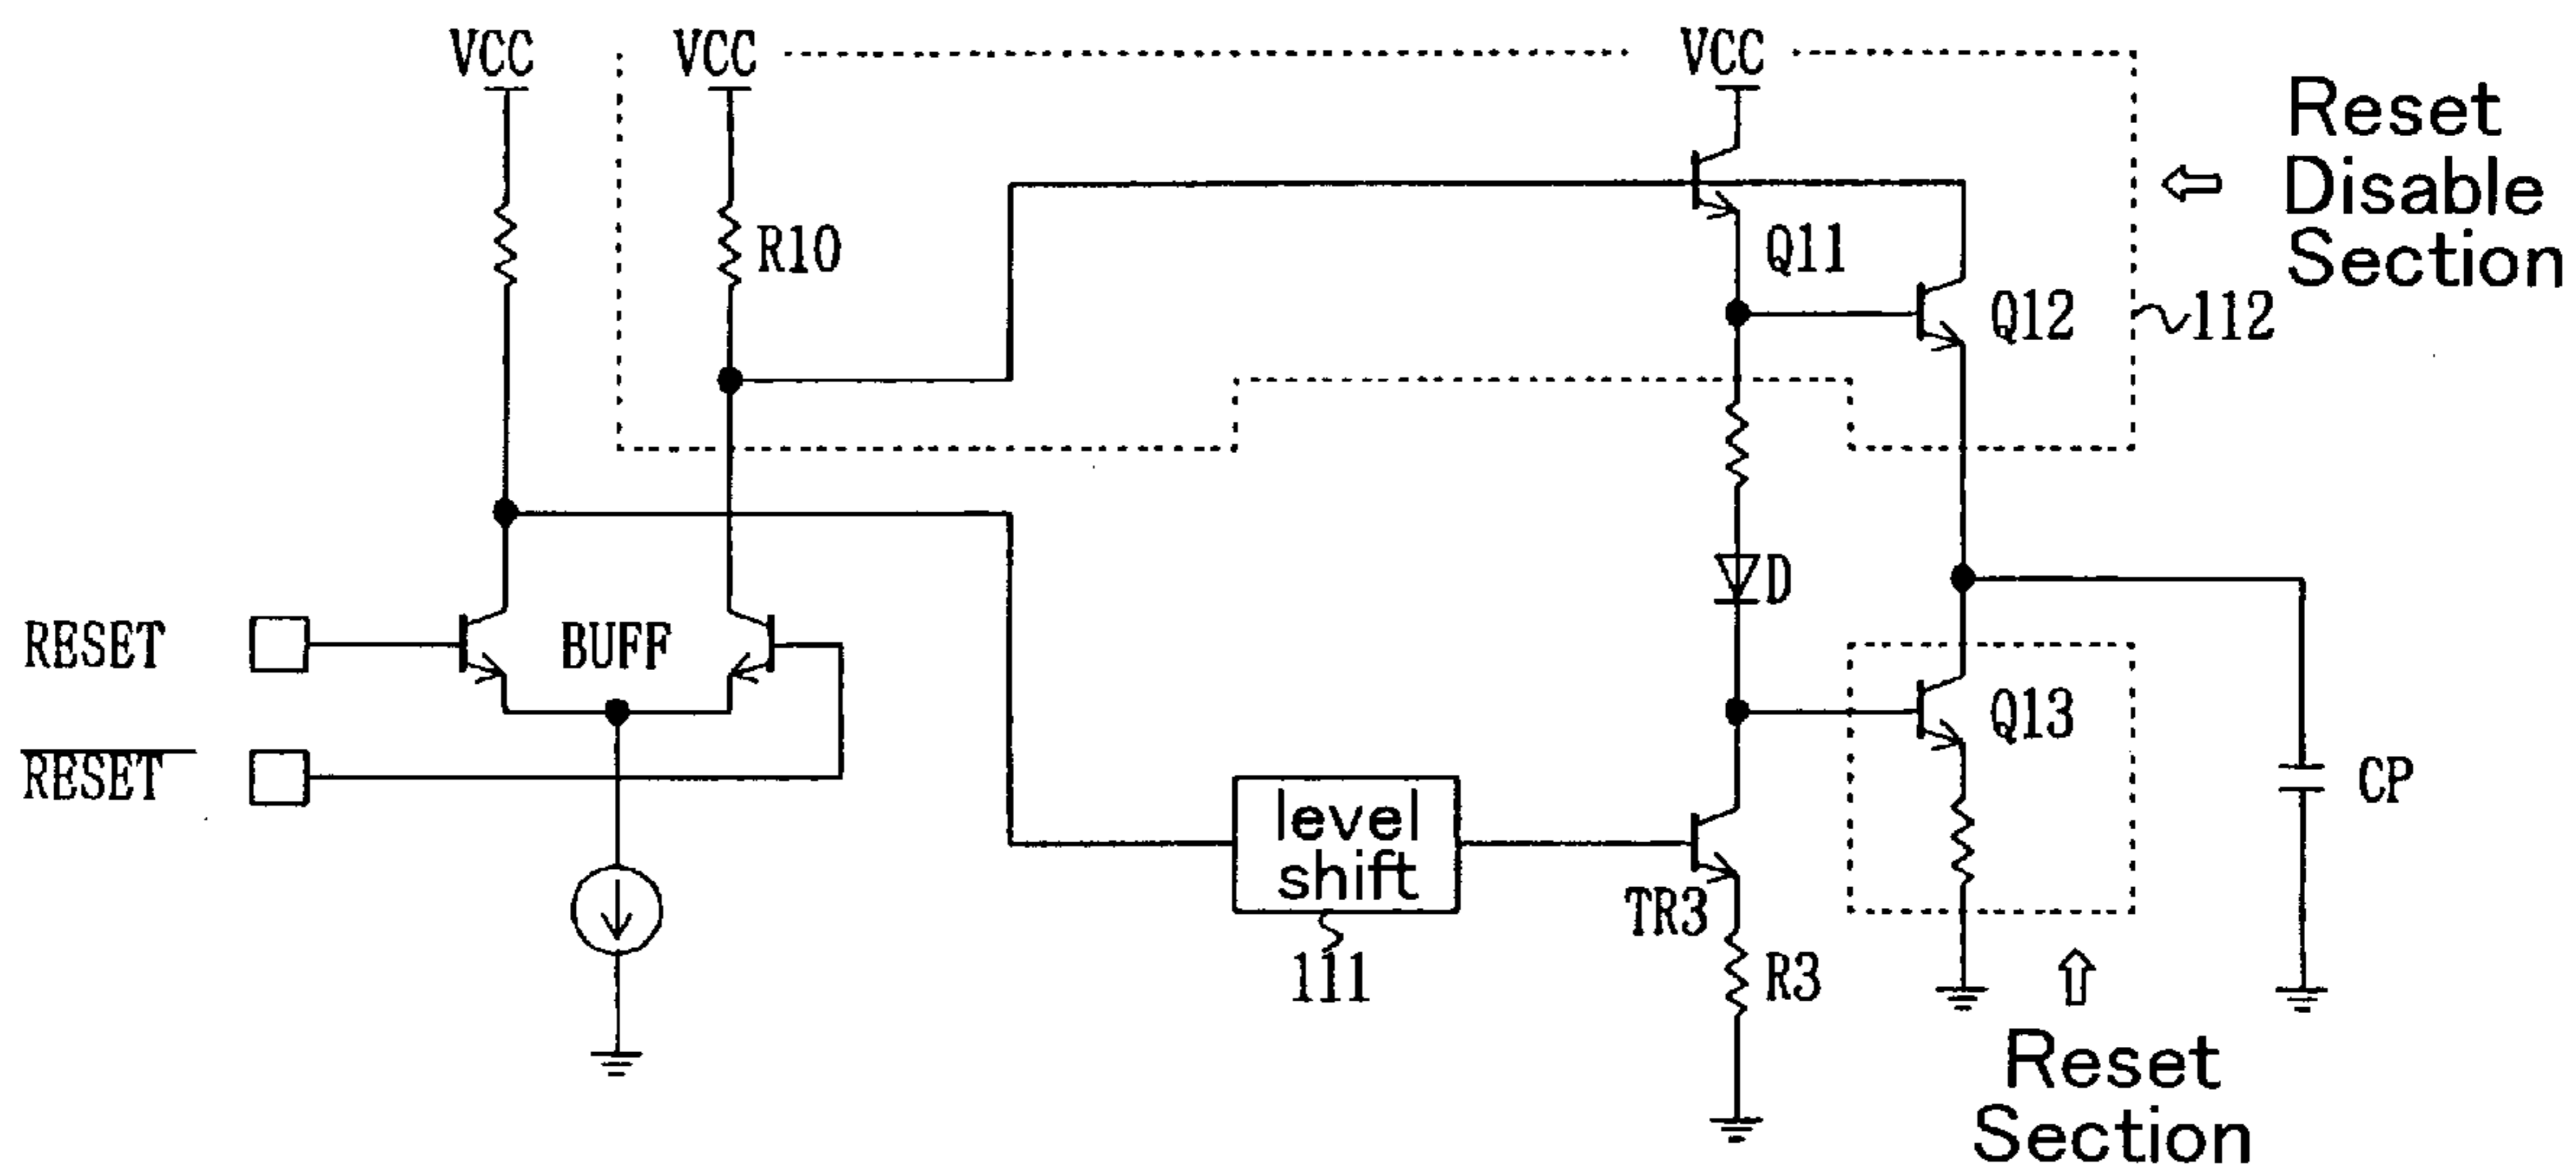 VCC
VCC
VCC
Reset
Disable
Section
R10
Q11
Q12
112
D
RESET
BUFF
Q13
RESET
CP
level
shift
TR3
111
R3
Reset
Section